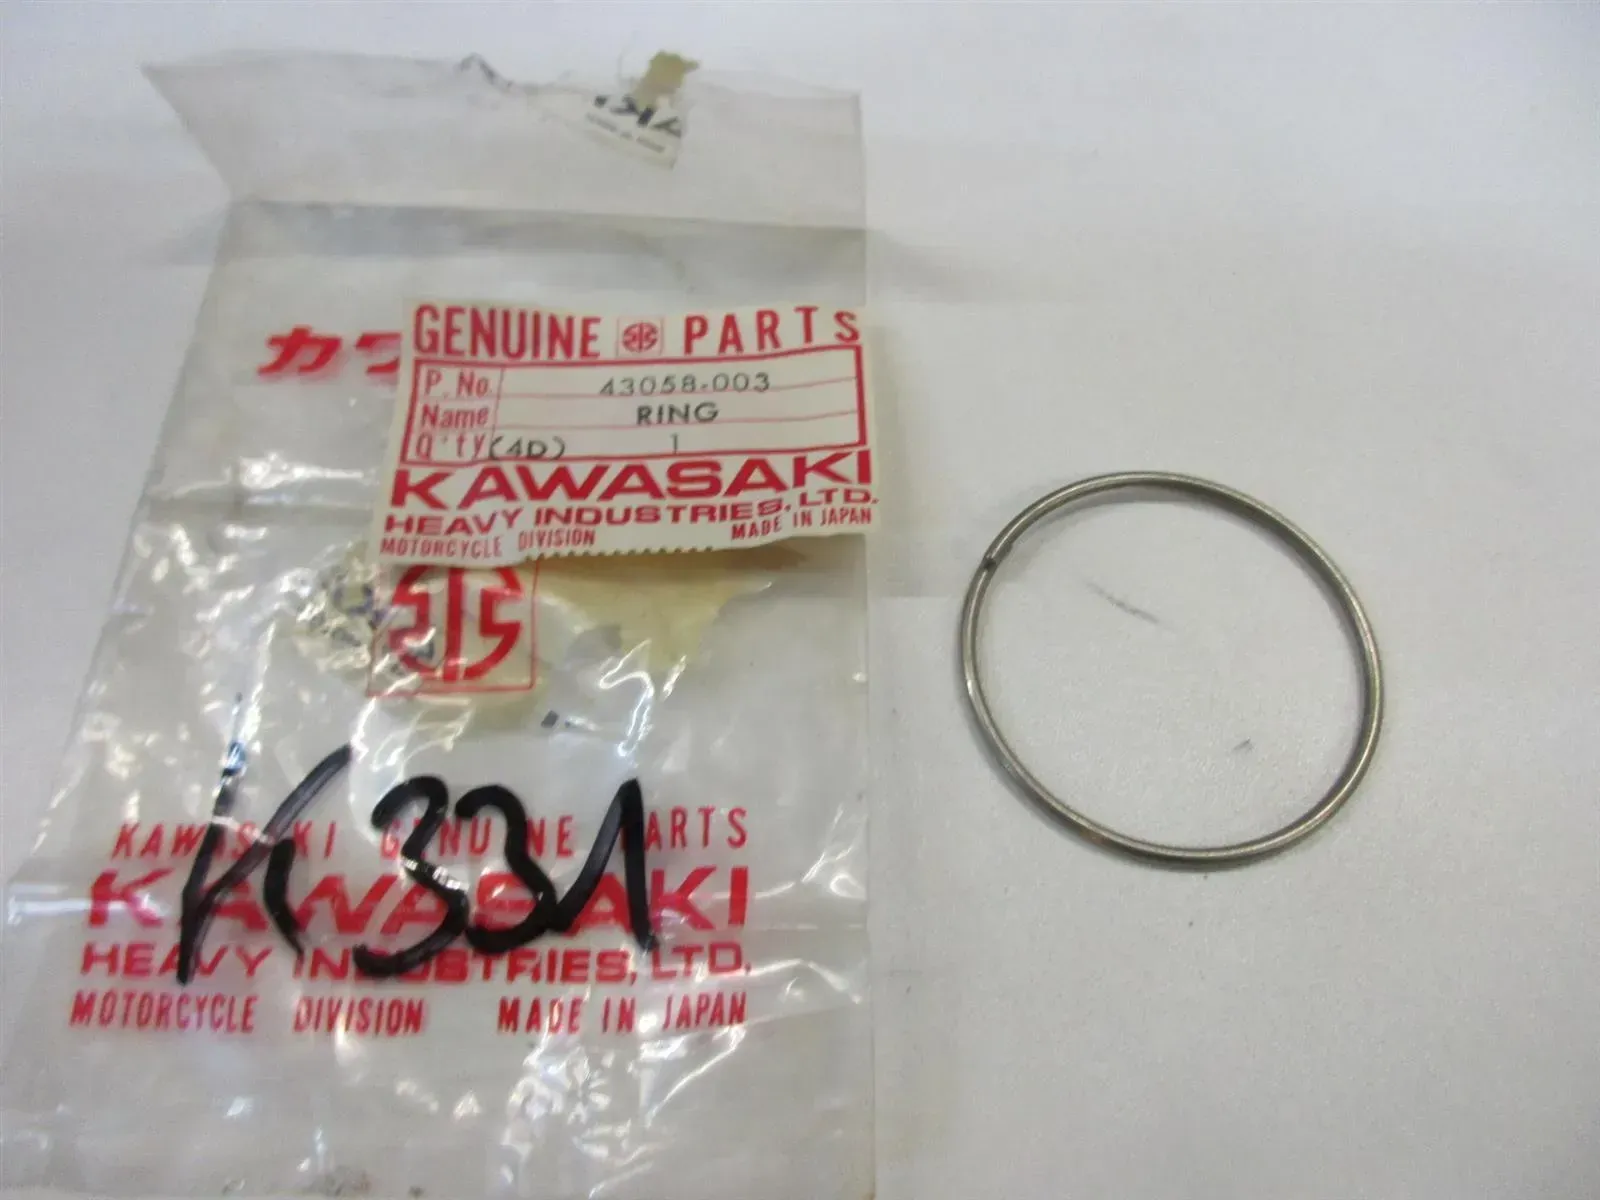 GENUINE PARTS
P. No. 43058-003
Name RING
Q'ty (4D) 1
KAWASAKI
HEAVY INDUSTRIES, LTD.
MOTORCYCLE DIVISION MADE IN JAPAN
カワ
K331
KAWASAKI GENUINE PARTS
KAWASAKI
HEAVY INDUSTRIES, LTD.
MOTORCYCLE DIVISION MADE IN JAPAN